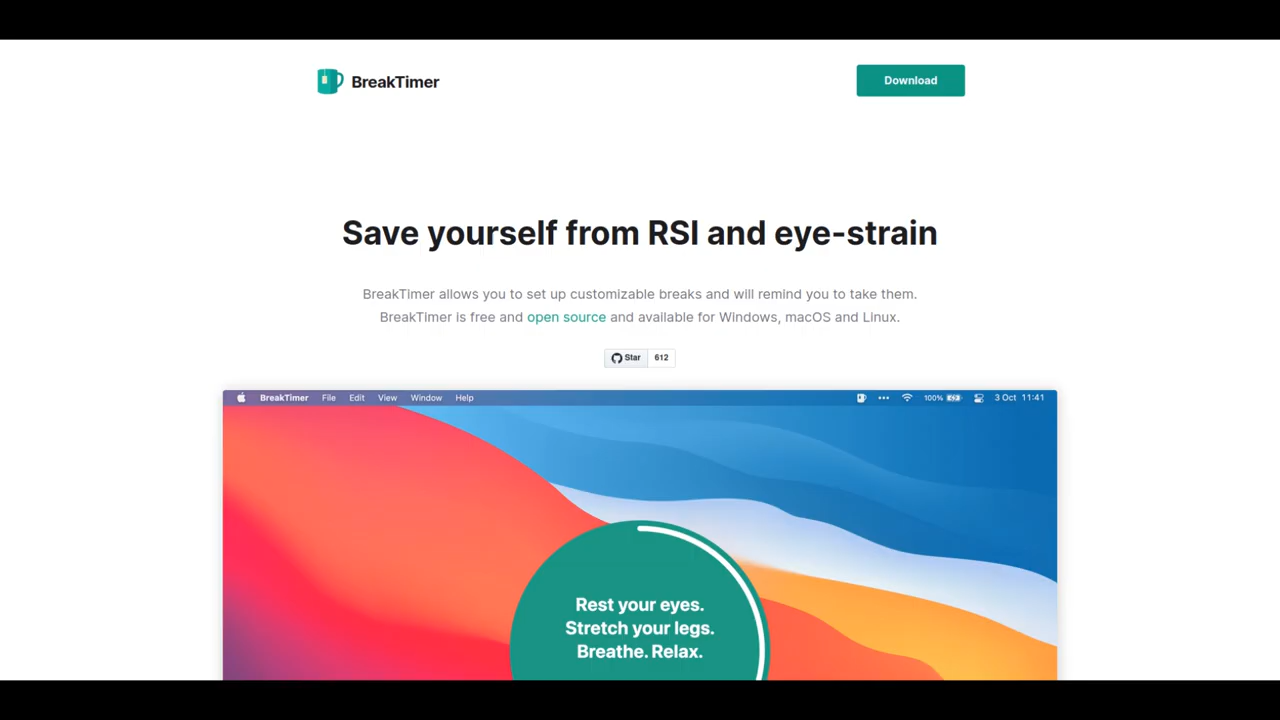 BreakTimer
Download
Save yourself from RSI and eye-strain
BreakTimer allows you to set up customizable breaks and will remind you to take them.
BreakTimer is free and open source and available for Windows, macOS and Linux.
Star 612
BreakTimer File Edit View Window Help 100% 3 Oct 11:41
Rest your eyes.
Stretch your legs.
Breathe. Relax.